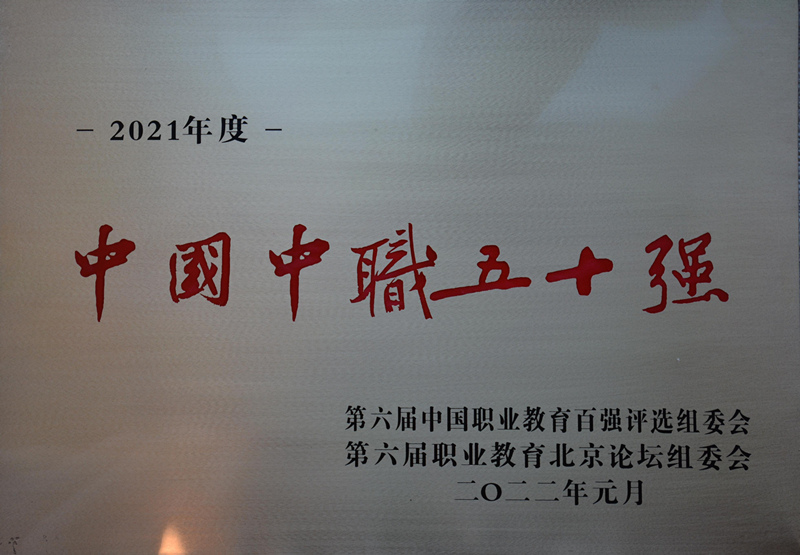 - 2021年度 -
中國中職五十强
第六届中国职业教育百强评选组委会
第六届职业教育北京论坛组委会
二〇二二年元月